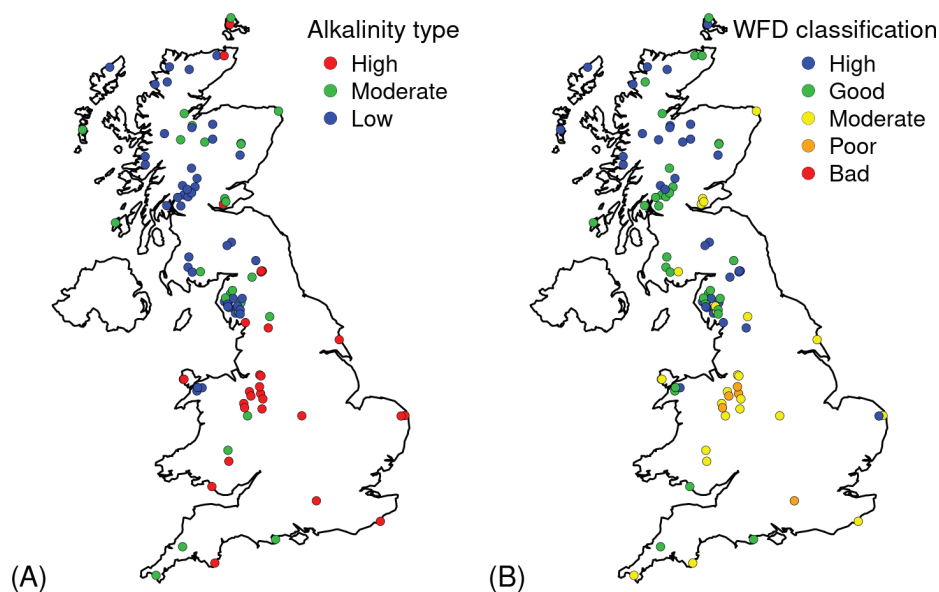 Alkalinity type
High
Moderate
Low
(A)
WFD classification
High
Good
Moderate
Poor
Bad
(B)